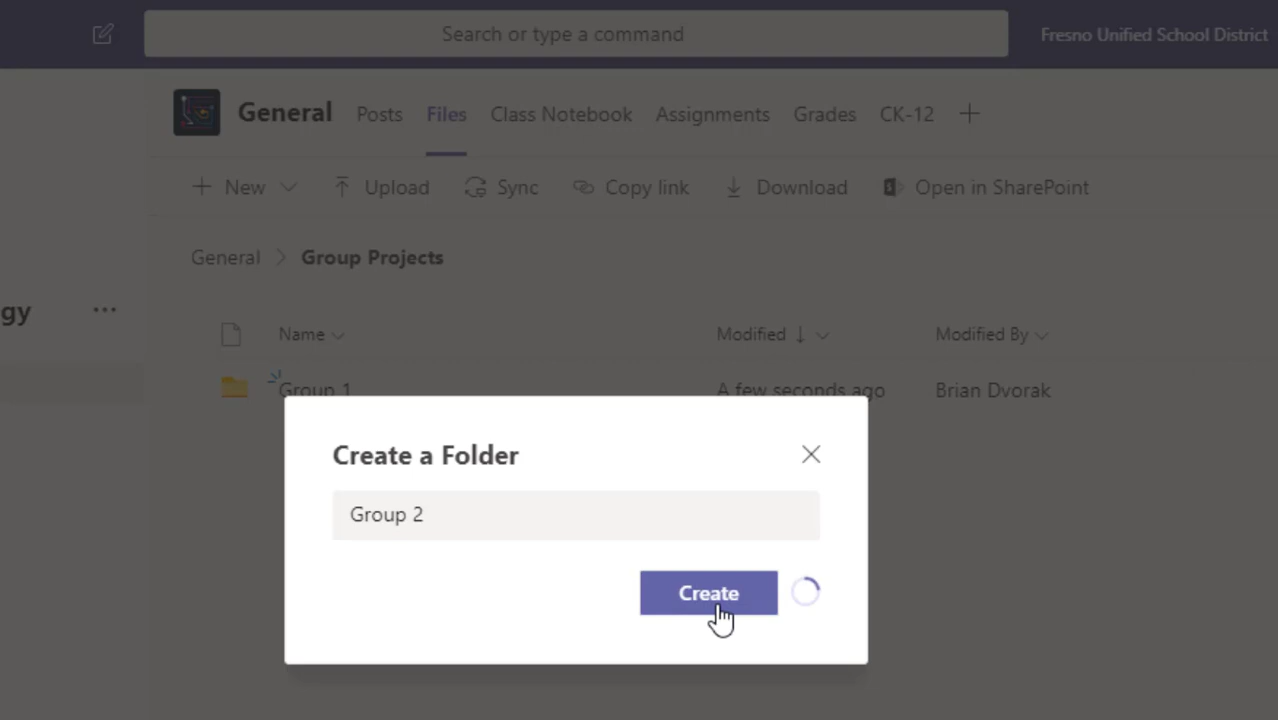 Search or type a command
Fresno Unified School District
General Posts Files Class Notebook Assignments Grades CK-12
New Upload Sync Copy link Download Open in SharePoint
General > Group Projects
gy ...
Name Modified Modified By
Group 1 A few seconds ago Brian Dvorak
Create a Folder
Group 2
Create